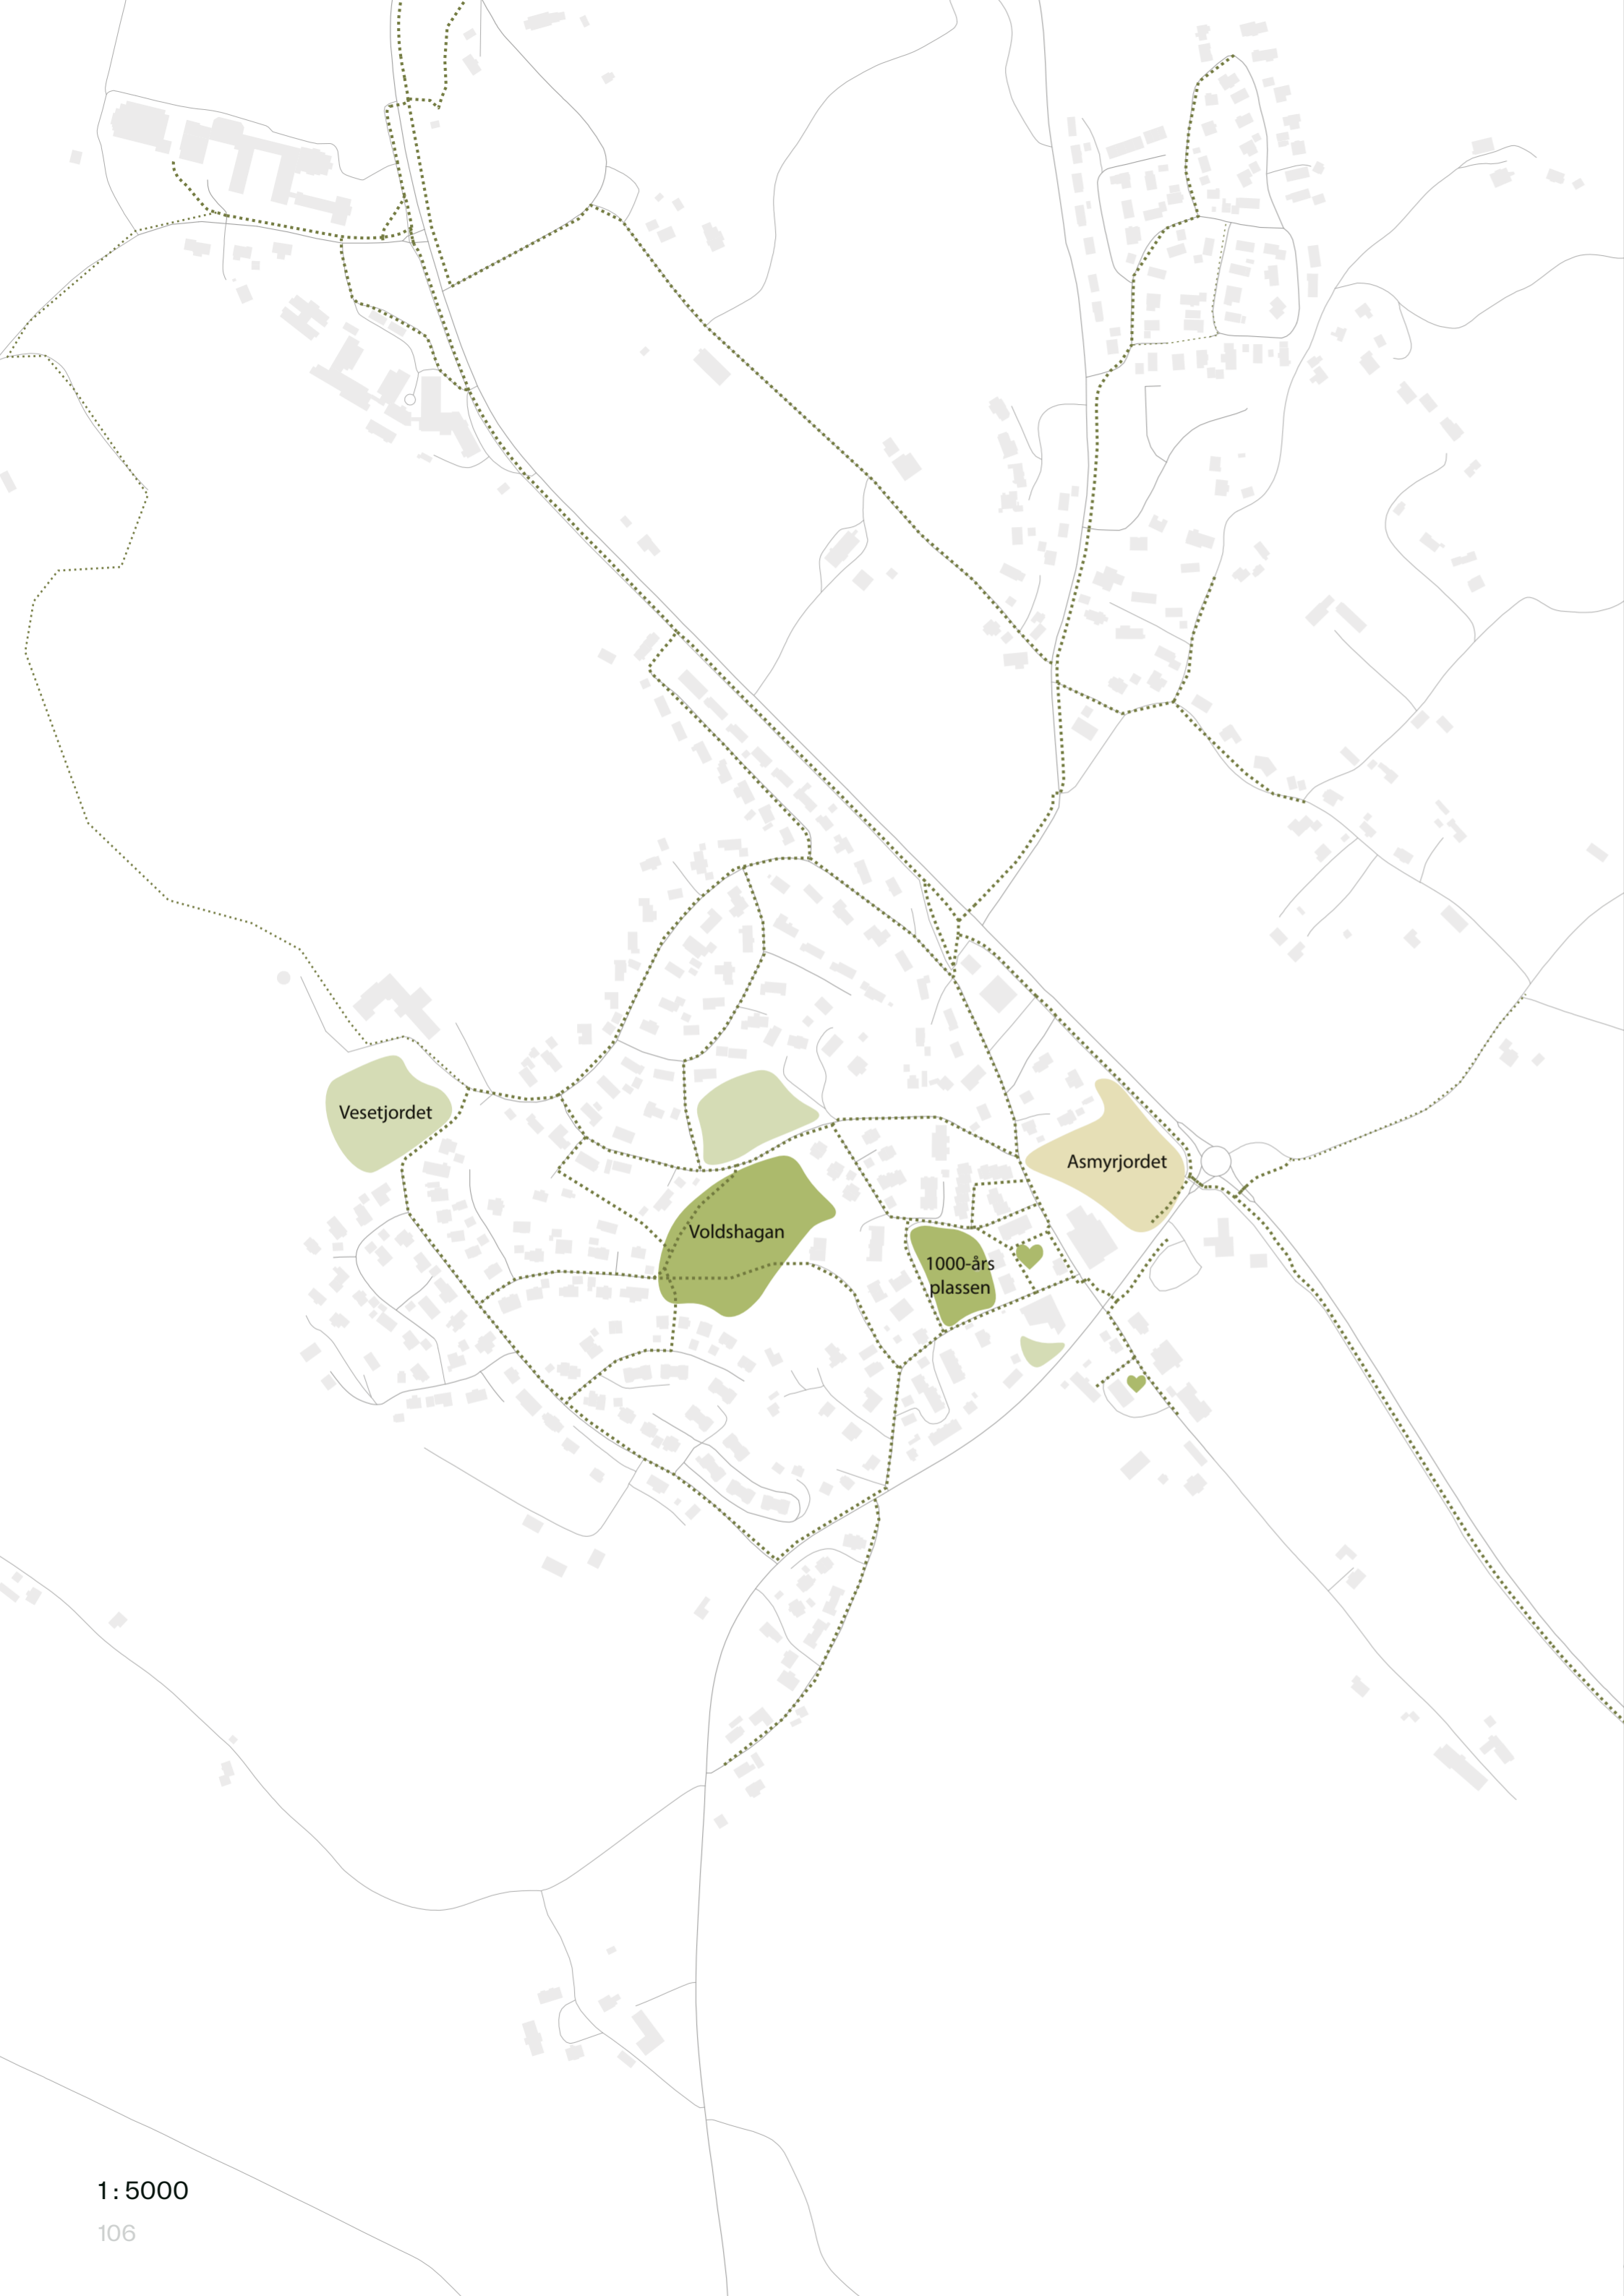 Vesetjordet
Asmyrjordet
Voldshagan
1000-års
plassen
1 : 5000
106